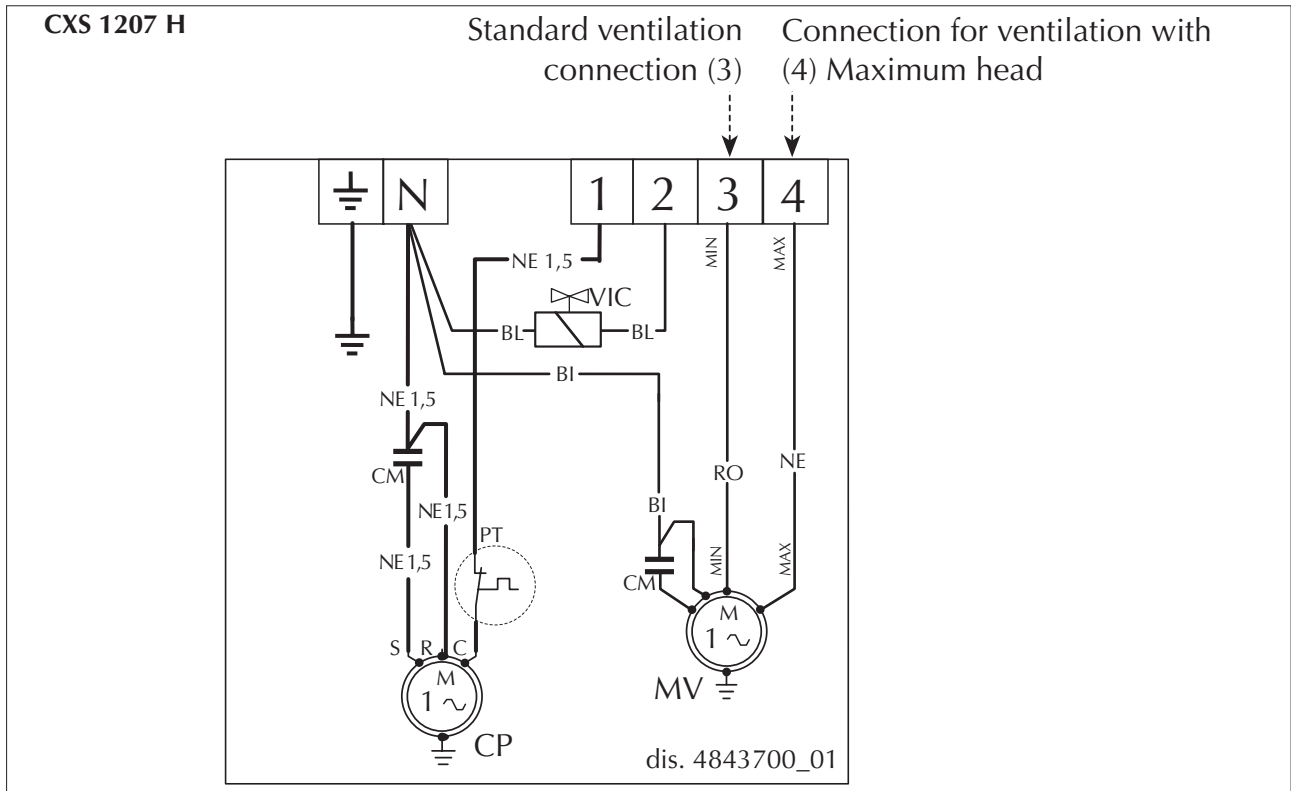 CXS 1207 H
Standard ventilation
connection (3)
Connection for ventilation with
(4) Maximum head
N
1
2
3
4
MIN
MAX
NE 1,5
VIC
BL
BL
BI
NE 1,5
CM
RO
NE
NE1,5
BI
PT
NE 1,5
MIN
MAX
CM
M
1
S
R
C
M
1
MV
CP
dis. 4843700_01